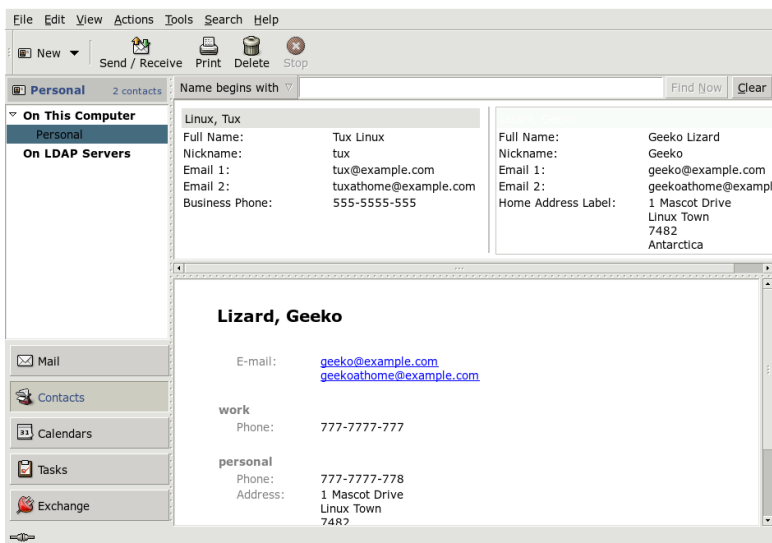 File Edit View Actions Tools Search Help
New
Send / Receive Print Delete Stop
Personal 2 contacts
Name begins with Find Now Clear
On This Computer
Personal
On LDAP Servers
Linux, Tux
Full Name: Tux Linux
Nickname: tux
Email 1: tux@example.com
Email 2: tuxathome@example.com
Business Phone: 555-5555-555
Full Name: Geeko Lizard
Nickname: Geeko
Email 1: geeko@example.com
Email 2: geekoathome@exampl
Home Address Label: 1 Mascot Drive
Linux Town
7482
Antarctica
Lizard, Geeko
E-mail: geeko@example.com
geekoathome@example.com
work
Phone: 777-7777-777
personal
Phone: 777-7777-778
Address: 1 Mascot Drive
Linux Town
7482
Mail
Contacts
31 Calendars
Tasks
Exchange